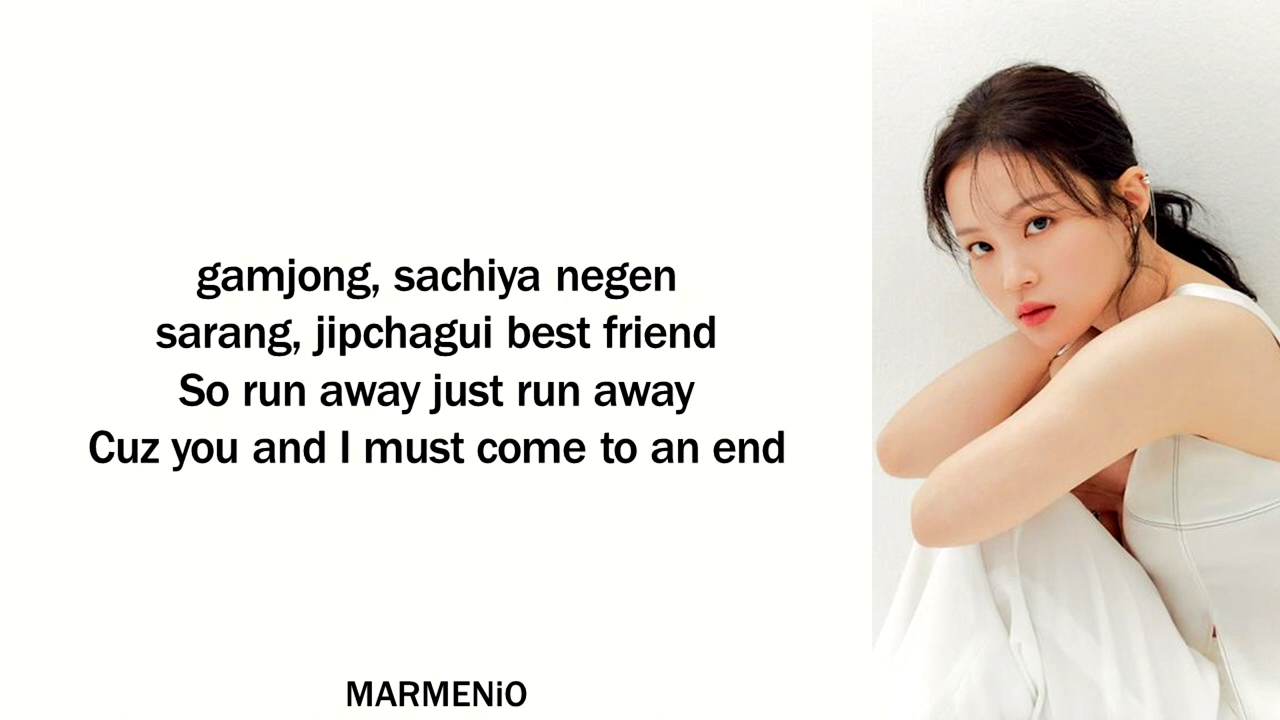 gamjong, sachiya negen
sarang, jipchagui best friend
So run away just run away
Cuz you and I must come to an end
MARMENiO